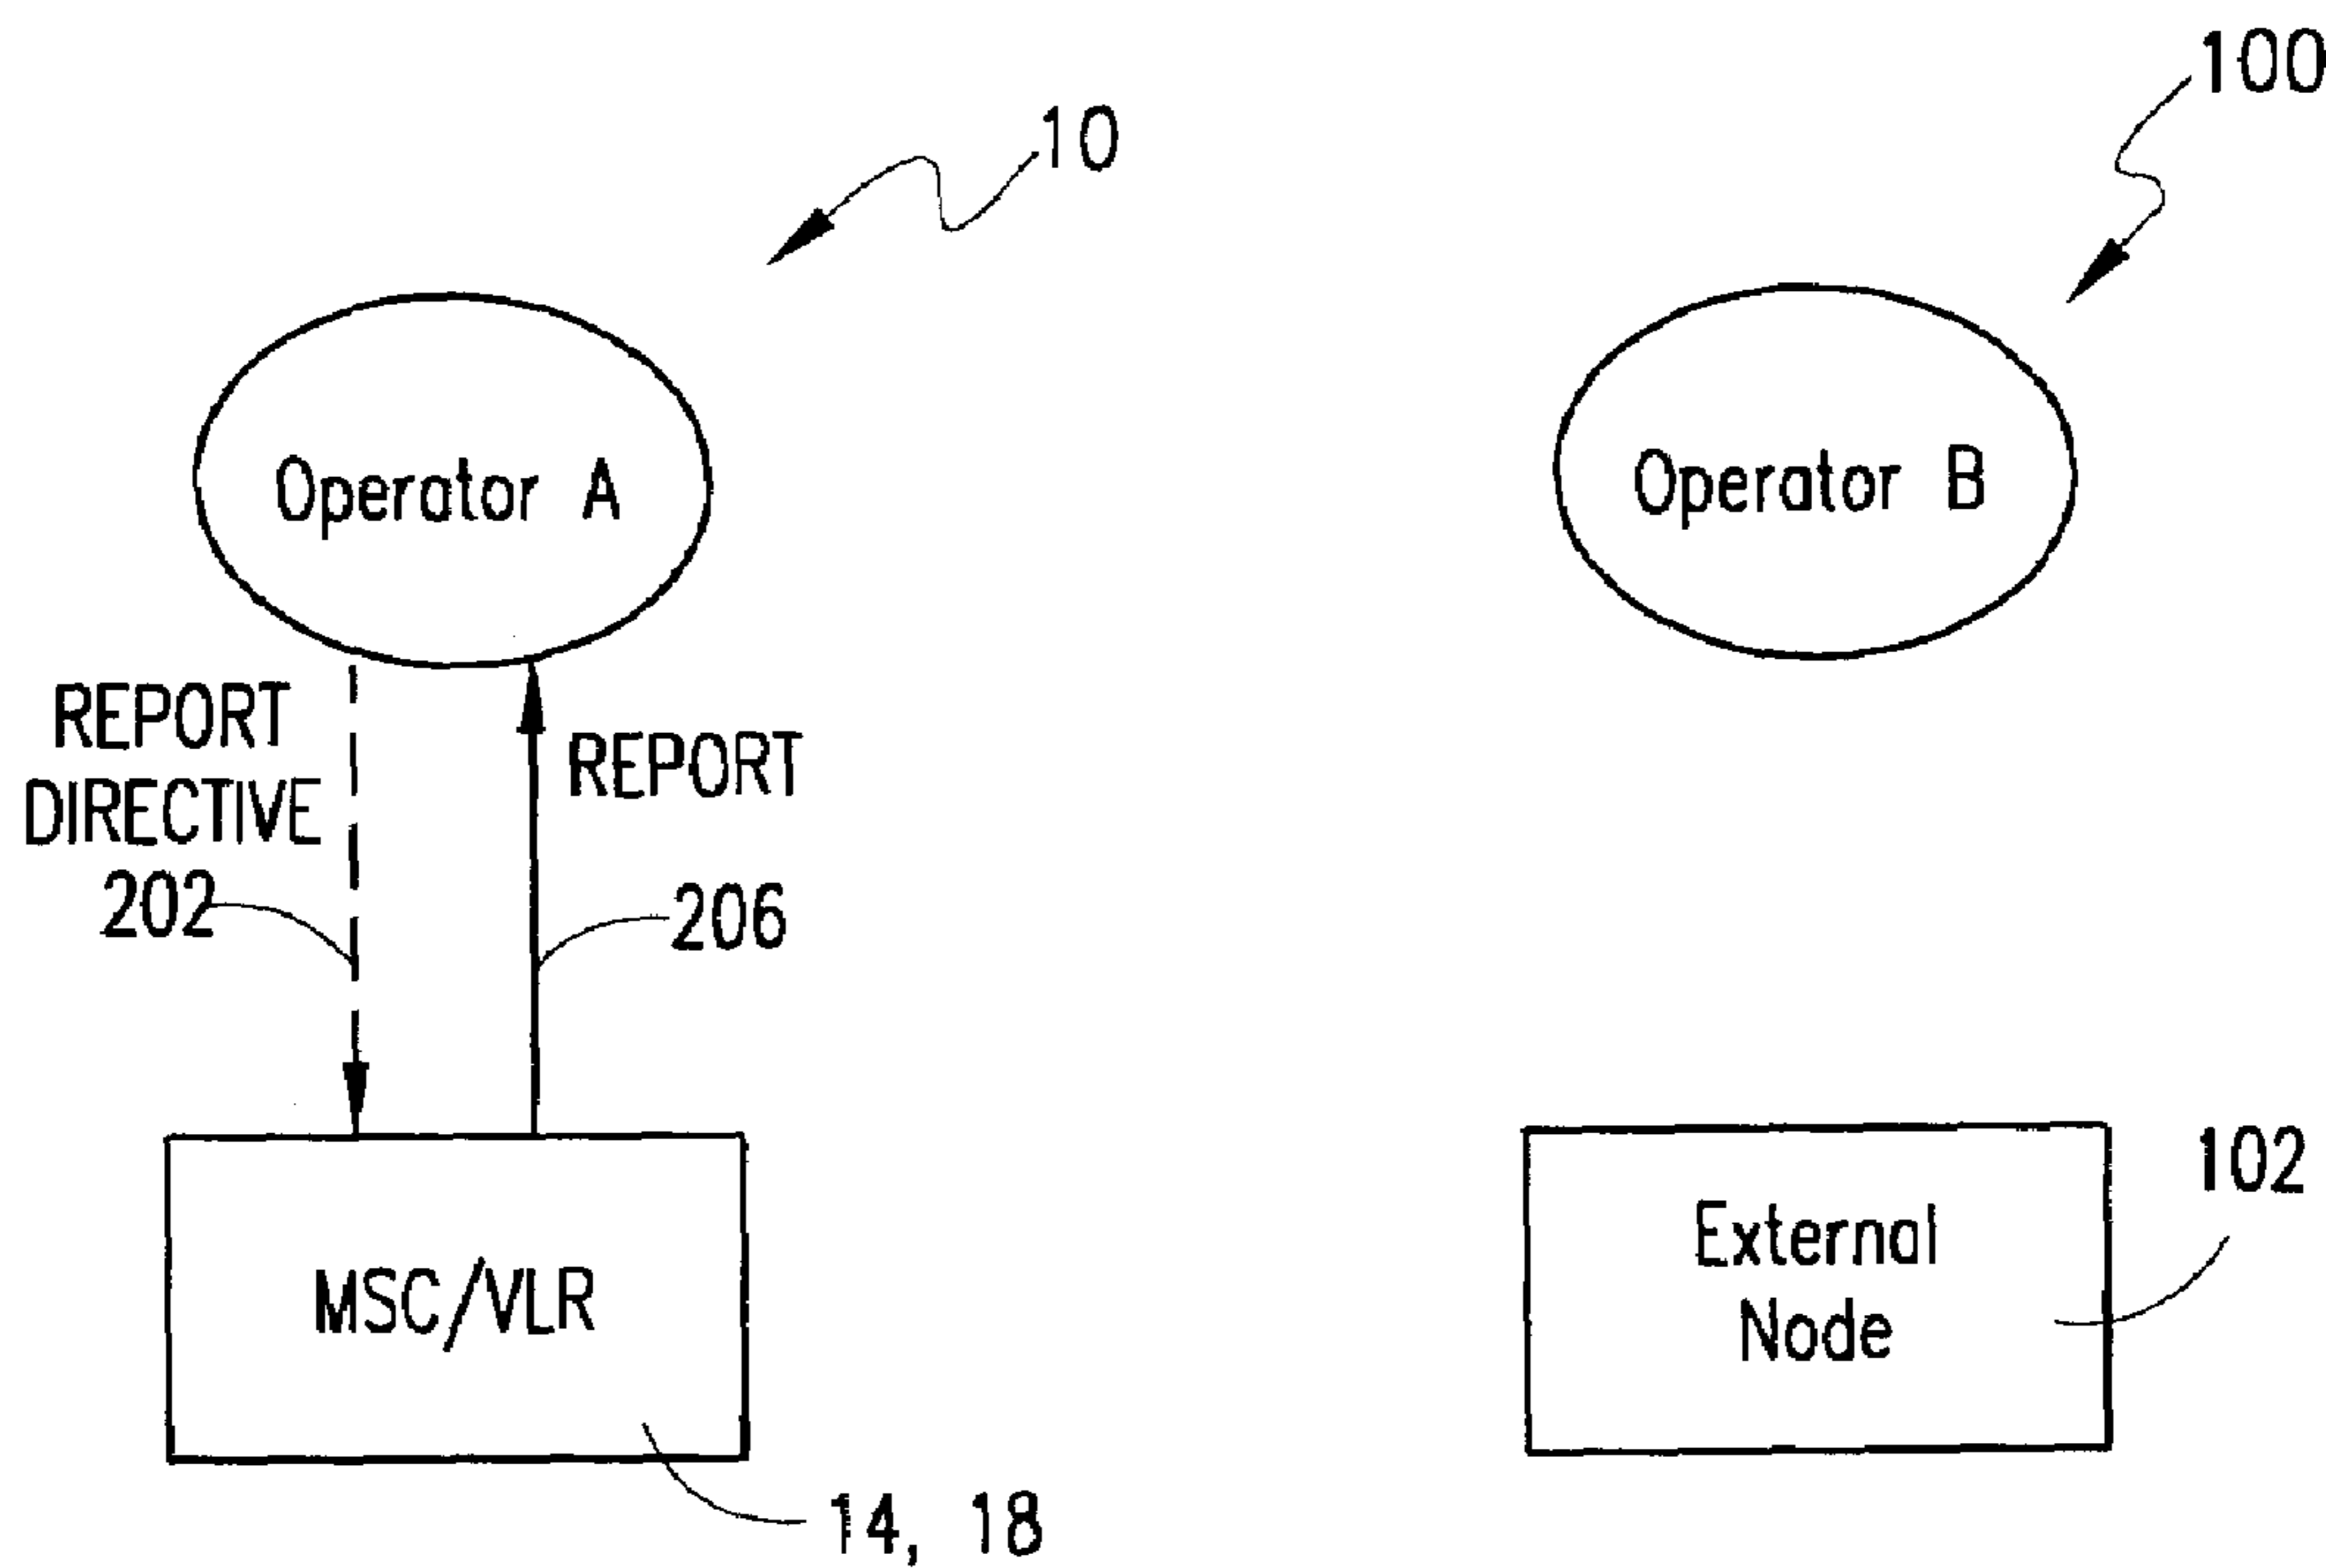 100
10
Operator A
Operator B
REPORT
DIRECTIVE
202
REPORT
206
MSC/VLR
14, 18
External
Node
102